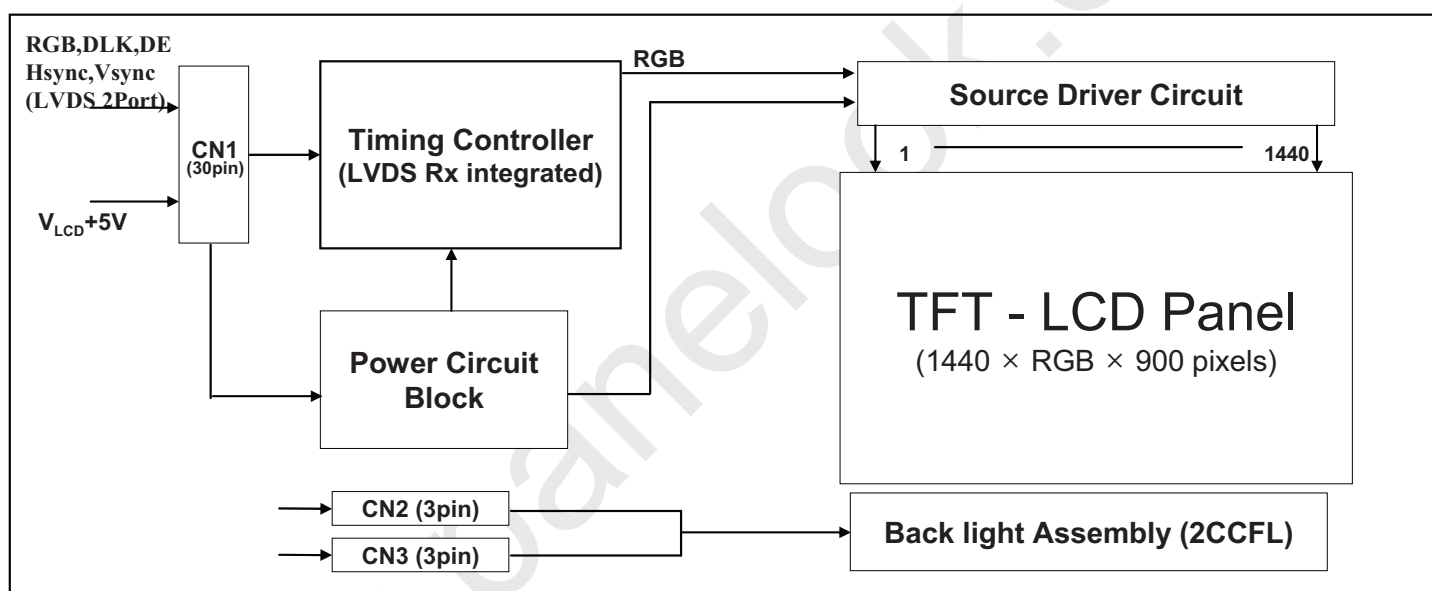 RGB,DLK,DE
Hsync,Vsync
(LVDS 2Port)
CN1
(30pin)
VLCD+5V
Timing Controller
(LVDS Rx integrated)
RGB
Source Driver Circuit
1
1440
Power Circuit
Block
TFT - LCD Panel
(1440 × RGB × 900 pixels)
CN2 (3pin)
CN3 (3pin)
Back light Assembly (2CCFL)
panelook.c